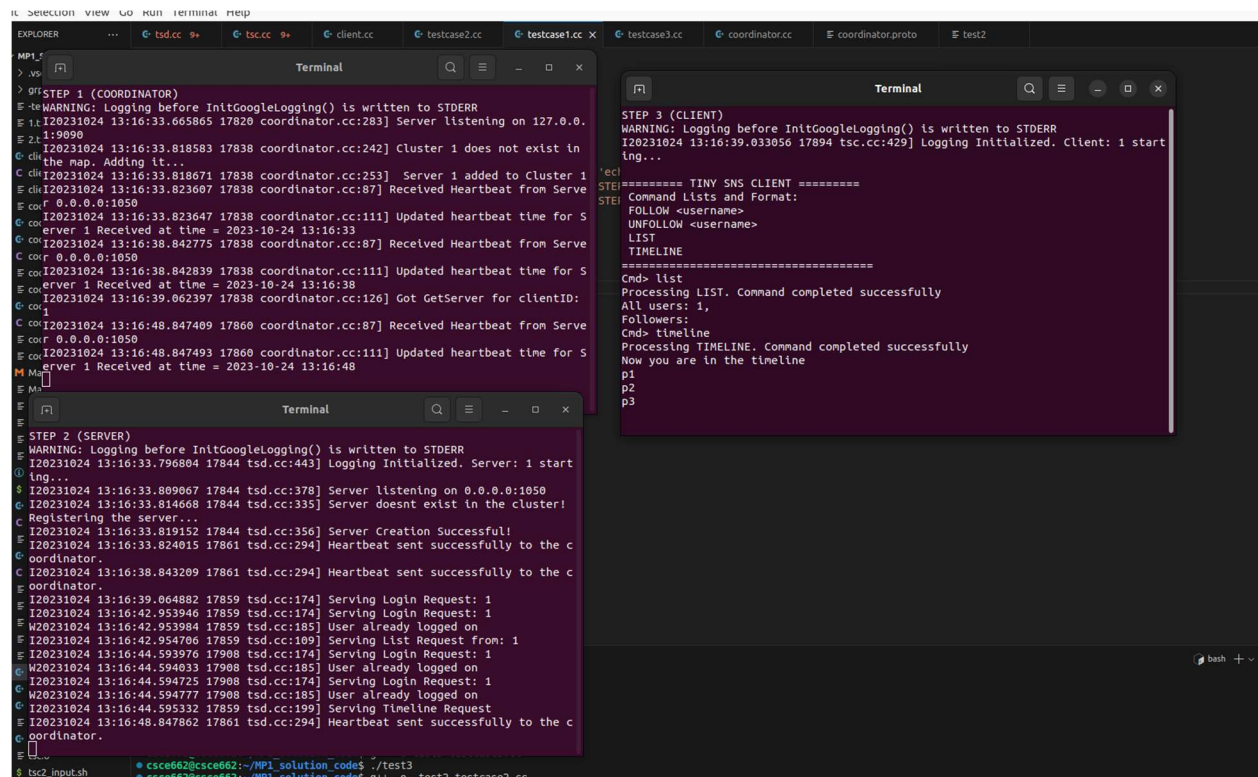 Selection View Go Run Terminal Help
EXPLORER ··· tsd.cc 9+ tsc.cc 9+ client.cc testcase2.cc testcase1.cc × testcase3.cc coordinator.cc coordinator.proto test2
Terminal
STEP 1 (COORDINATOR)
WARNING: Logging before InitGoogleLogging() is written to STDERR
I20231024 13:16:33.665865 17820 coordinator.cc:283] Server listening on 127.0.0.
1:9090
I20231024 13:16:33.818583 17838 coordinator.cc:242] Cluster 1 does not exist in
the map. Adding it...
I20231024 13:16:33.818671 17838 coordinator.cc:253]  Server 1 added to Cluster 1
I20231024 13:16:33.823607 17838 coordinator.cc:87] Received Heartbeat from Serve
r 0.0.0.0:1050
I20231024 13:16:33.823647 17838 coordinator.cc:111] Updated heartbeat time for S
erver 1 Received at time = 2023-10-24 13:16:33
I20231024 13:16:38.842775 17838 coordinator.cc:87] Received Heartbeat from Serve
r 0.0.0.0:1050
I20231024 13:16:38.842839 17838 coordinator.cc:111] Updated heartbeat time for S
erver 1 Received at time = 2023-10-24 13:16:38
I20231024 13:16:39.062397 17838 coordinator.cc:126] Got GetServer for clientID:
1
I20231024 13:16:48.847409 17860 coordinator.cc:87] Received Heartbeat from Serve
r 0.0.0.0:1050
I20231024 13:16:48.847493 17860 coordinator.cc:111] Updated heartbeat time for S
erver 1 Received at time = 2023-10-24 13:16:48
Terminal
STEP 3 (CLIENT)
WARNING: Logging before InitGoogleLogging() is written to STDERR
I20231024 13:16:39.033056 17894 tsc.cc:429] Logging Initialized. Client: 1 start
ing...
========= TINY SNS CLIENT =========
Command Lists and Format:
FOLLOW <username>
UNFOLLOW <username>
LIST
TIMELINE
=====================================
Cmd> list
Processing LIST. Command completed successfully
All users: 1,
Followers:
Cmd> timeline
Processing TIMELINE. Command completed successfully
Now you are in the timeline
p1
p2
p3
Terminal
STEP 2 (SERVER)
WARNING: Logging before InitGoogleLogging() is written to STDERR
I20231024 13:16:33.796804 17844 tsd.cc:443] Logging Initialized. Server: 1 start
ing...
I20231024 13:16:33.809067 17844 tsd.cc:378] Server listening on 0.0.0.0:1050
I20231024 13:16:33.814668 17844 tsd.cc:335] Server doesnt exist in the cluster!
Registering the server...
I20231024 13:16:33.819152 17844 tsd.cc:356] Server Creation Successful!
I20231024 13:16:33.824015 17861 tsd.cc:294] Heartbeat sent successfully to the c
oordinator.
I20231024 13:16:38.843209 17861 tsd.cc:294] Heartbeat sent successfully to the c
oordinator.
I20231024 13:16:39.064882 17859 tsd.cc:174] Serving Login Request: 1
I20231024 13:16:42.953946 17859 tsd.cc:174] Serving Login Request: 1
W20231024 13:16:42.953984 17859 tsd.cc:185] User already logged on
I20231024 13:16:42.954706 17859 tsd.cc:109] Serving List Request from: 1
I20231024 13:16:44.593976 17908 tsd.cc:174] Serving Login Request: 1
W20231024 13:16:44.594033 17908 tsd.cc:185] User already logged on
I20231024 13:16:44.594725 17908 tsd.cc:174] Serving Login Request: 1
W20231024 13:16:44.594777 17908 tsd.cc:185] User already logged on
I20231024 13:16:44.595332 17859 tsd.cc:199] Serving Timeline Request
I20231024 13:16:48.847862 17861 tsd.cc:294] Heartbeat sent successfully to the c
oordinator.
bash
csce662@csce662:~/MP1_solution_code$ ./test3
tsc2_input.sh